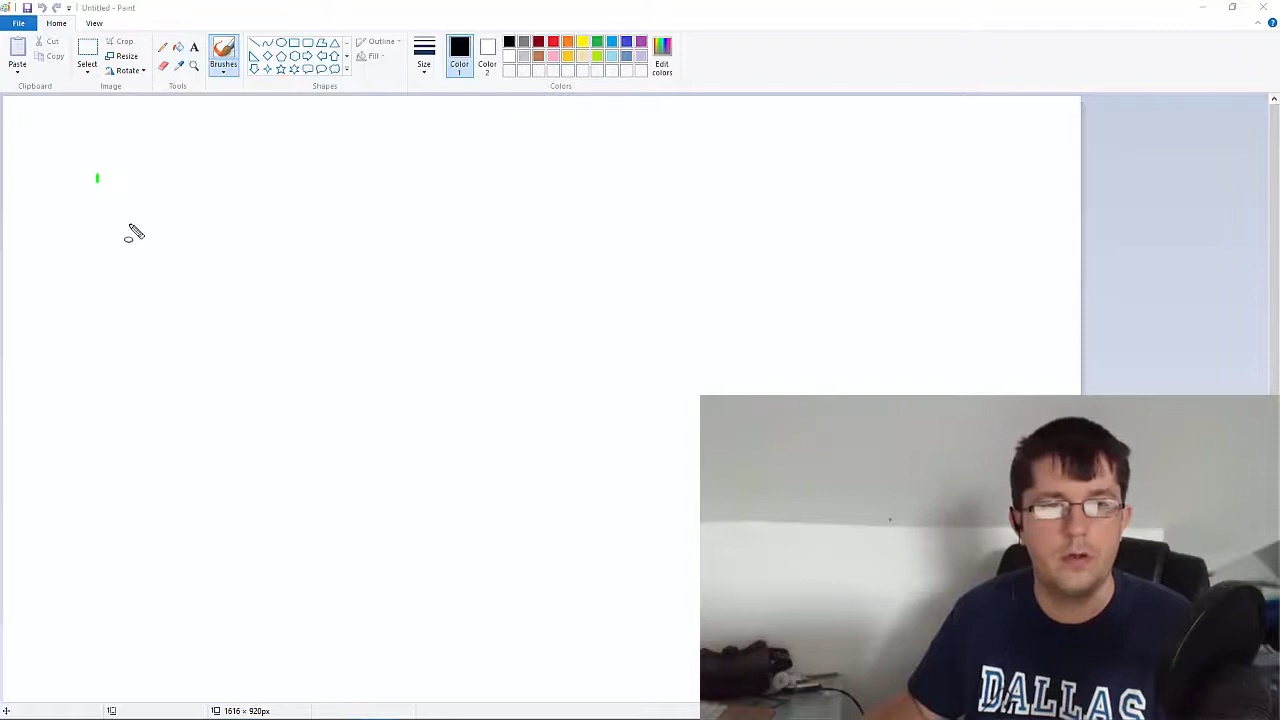 Untitled - Paint
File Home View
Paste
Cut
Copy
Clipboard
Select
Crop
Resize
Rotate
Image
Tools
Brushes
Shapes
Outline
Fill
Size
Color 1
Color 2
Edit colors
Colors
DALLAS
1616 × 920px